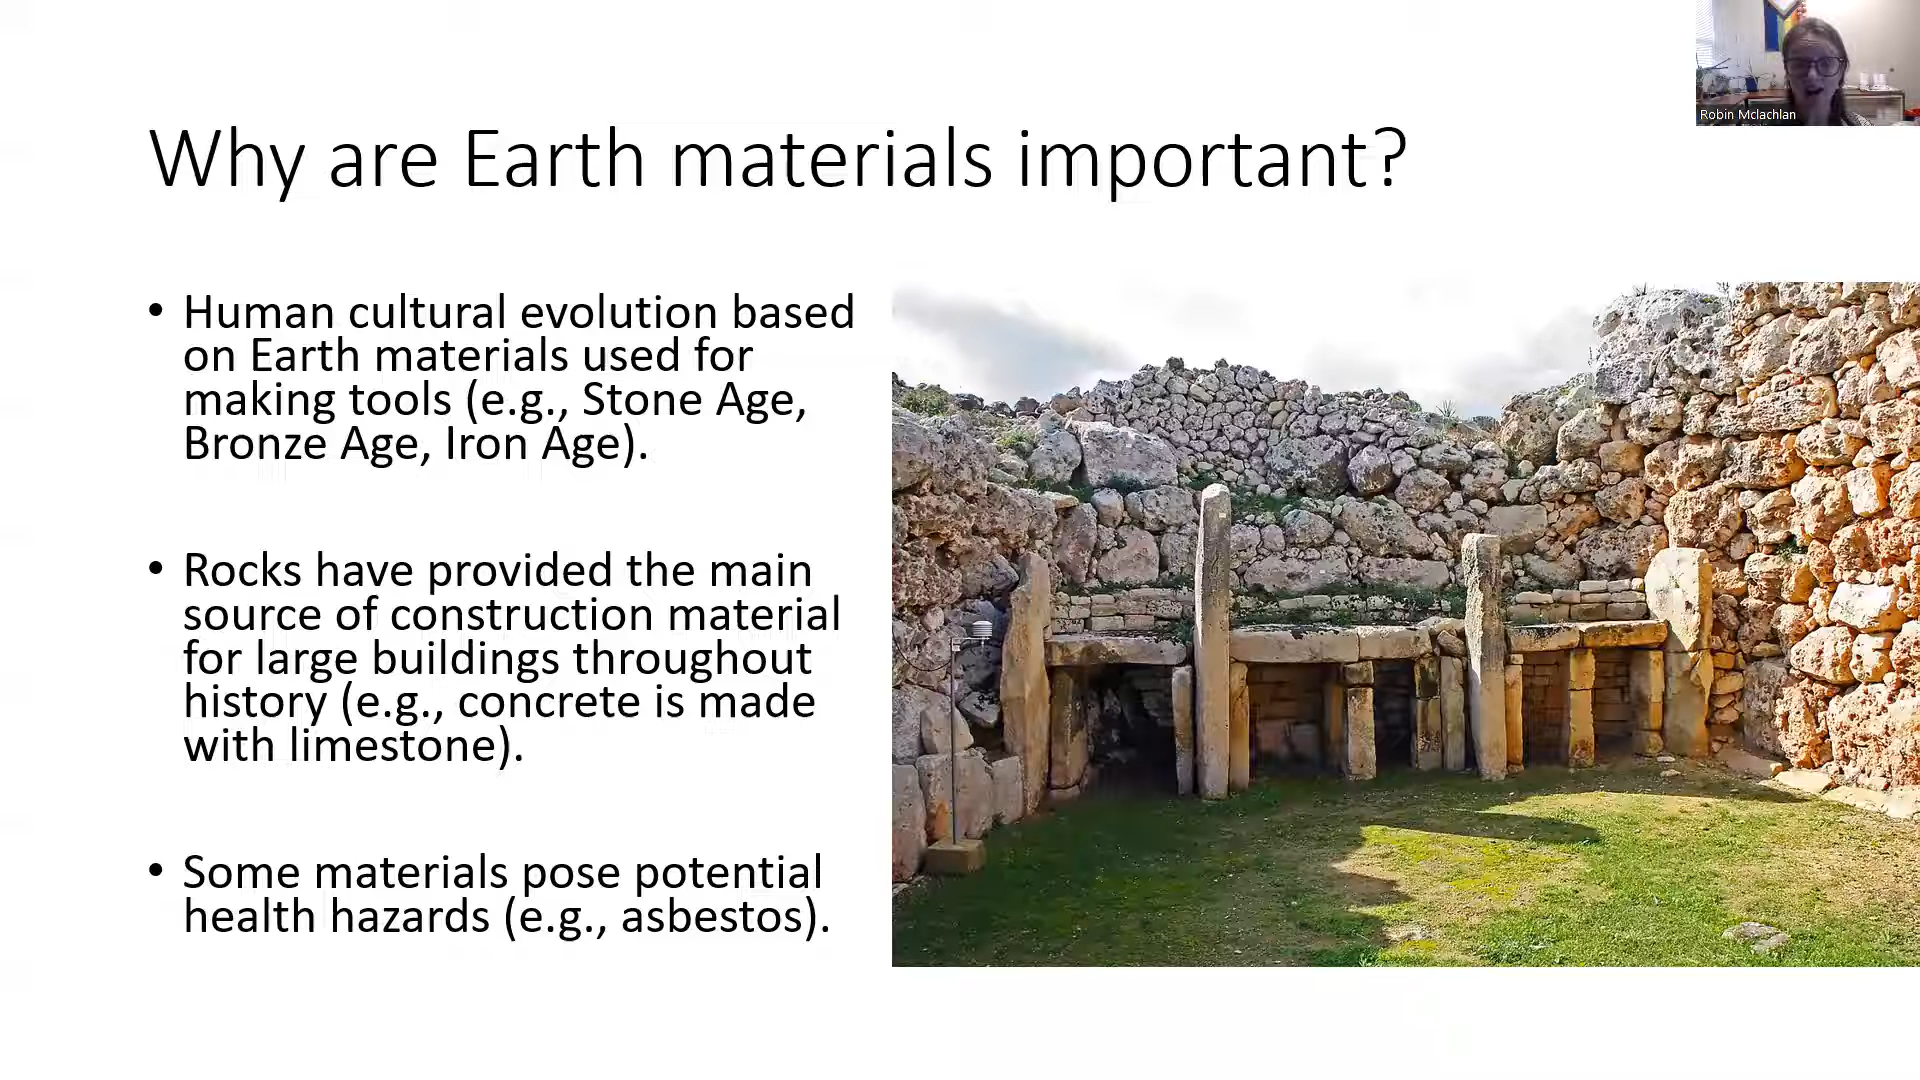 Robin Mclachlan
Why are Earth materials important?
• Human cultural evolution based
on Earth materials used for
making tools (e.g., Stone Age,
Bronze Age, Iron Age).
• Rocks have provided the main
source of construction material
for large buildings throughout
history (e.g., concrete is made
with limestone).
• Some materials pose potential
health hazards (e.g., asbestos).